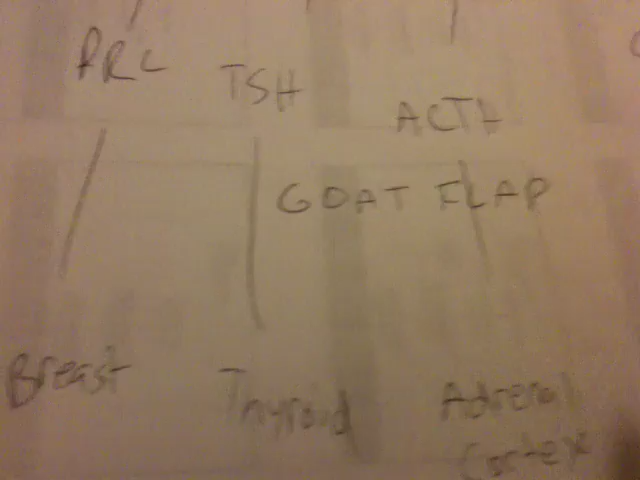 PRL
TSH
ACTH
GOAT FLAP
Breast
Thyroid
Adrenal
Cortex